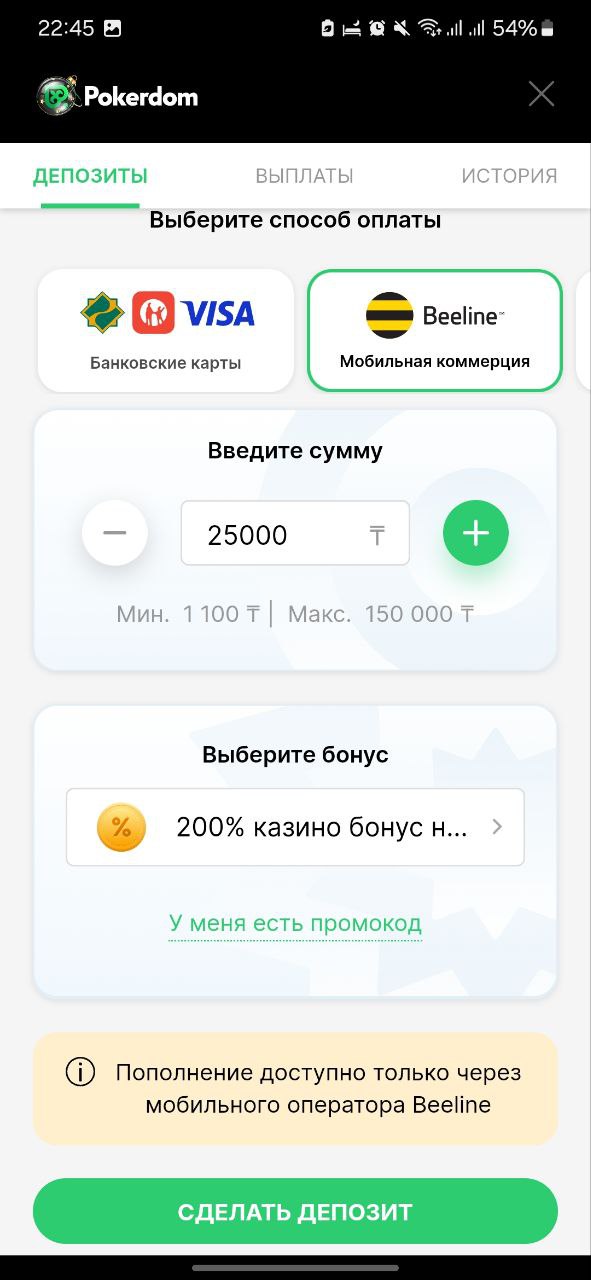 22:45
54%
Pokerdom
ДЕПОЗИТЫ ВЫПЛАТЫ ИСТОРИЯ
Выберите способ оплаты
VISA
Банковские карты
Beeline™
Мобильная коммерция
Введите сумму
25000 ₸
Мин. 1 100 ₸ | Макс. 150 000 ₸
Выберите бонус
% 200% казино бонус н...
У меня есть промокод
Пополнение доступно только через
мобильного оператора Beeline
СДЕЛАТЬ ДЕПОЗИТ